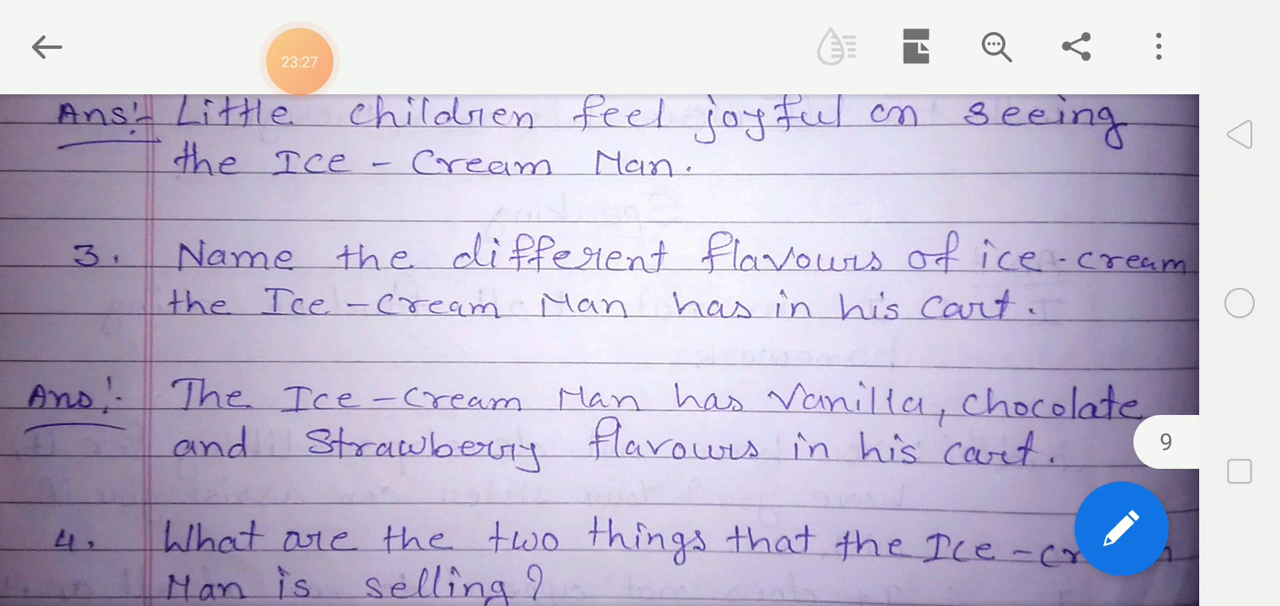 23:27
Ans:- Little children feel joyful on seeing
the Ice - Cream Man.
3. Name the different flavours of ice-cream
the Ice-Cream Man has in his cart.
Ans:- The Ice-Cream Man has Vanilla, Chocolate
and Strawberry flavours in his cart.
9
4. What are the two things that the Ice-
Man is selling?